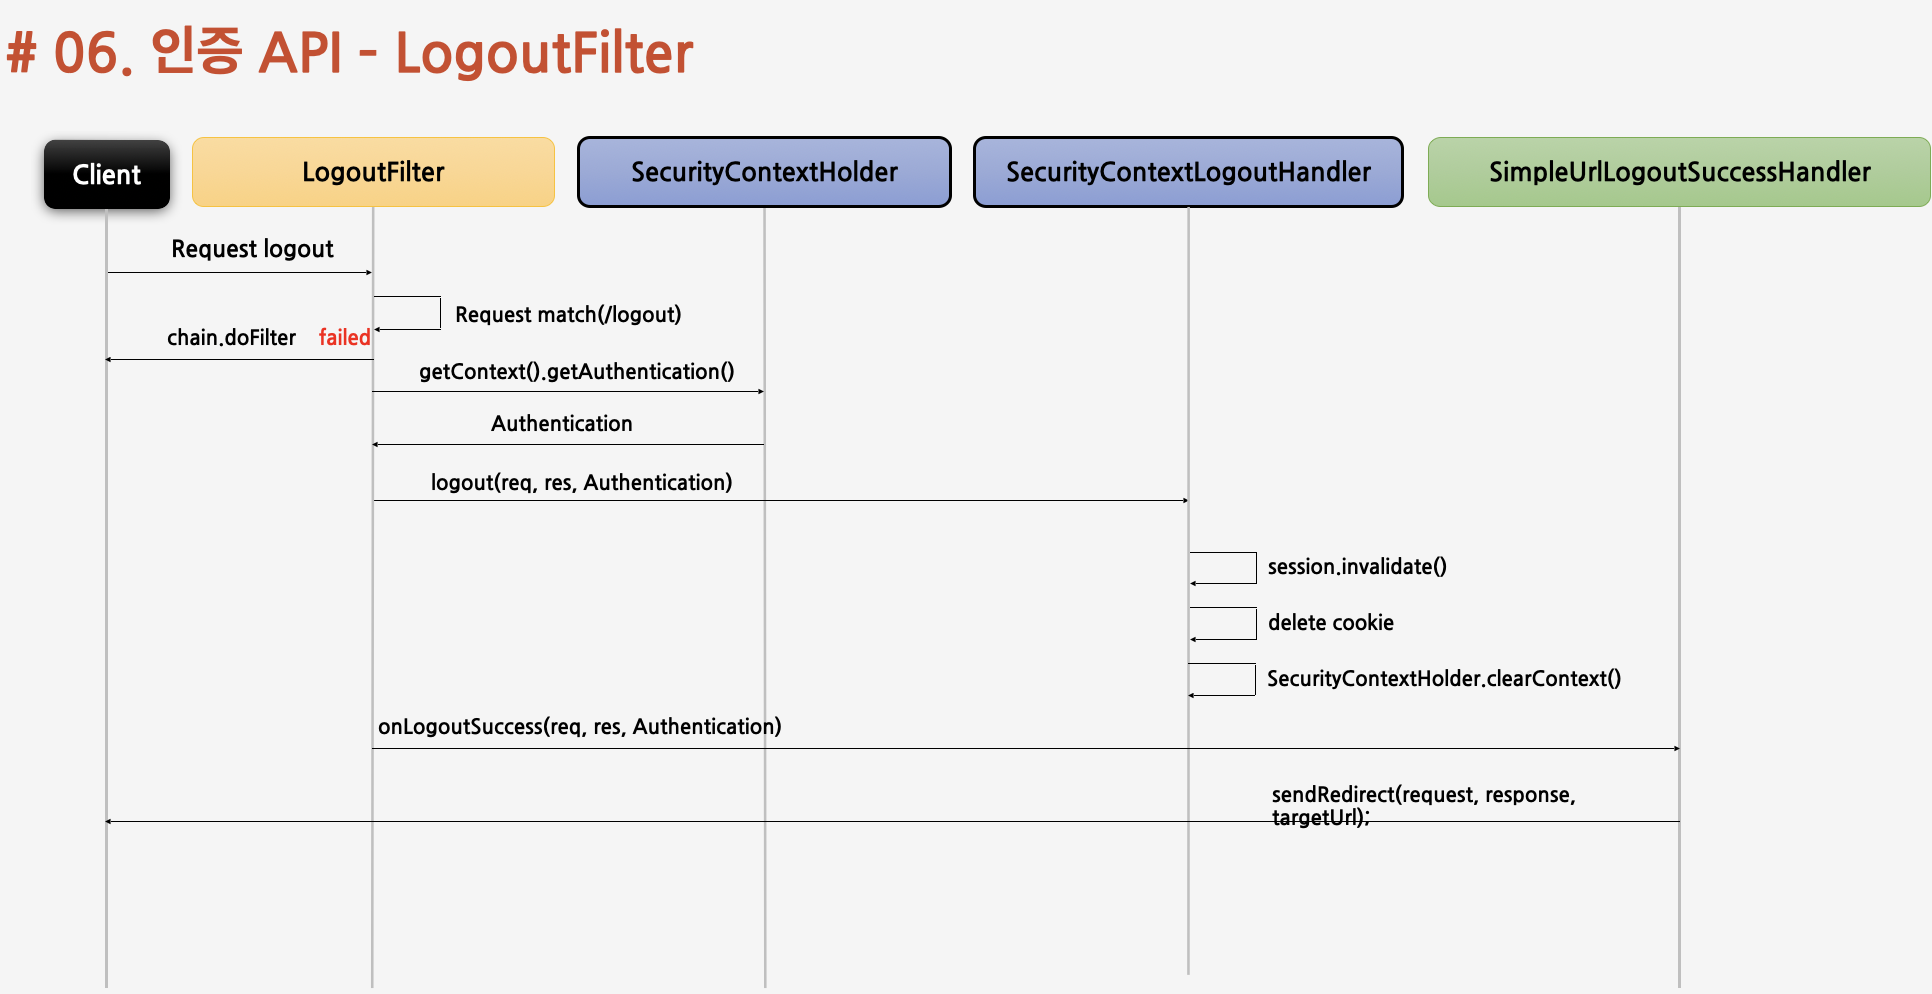 # 06. 인증 API - LogoutFilter
Client
LogoutFilter
SecurityContextHolder
SecurityContextLogoutHandler
SimpleUrlLogoutSuccessHandler
Request logout
Request match(/logout)
chain.doFilter failed
getContext().getAuthentication()
Authentication
logout(req, res, Authentication)
session.invalidate()
delete cookie
SecurityContextHolder.clearContext()
onLogoutSuccess(req, res, Authentication)
sendRedirect(request, response,
targetUrl);